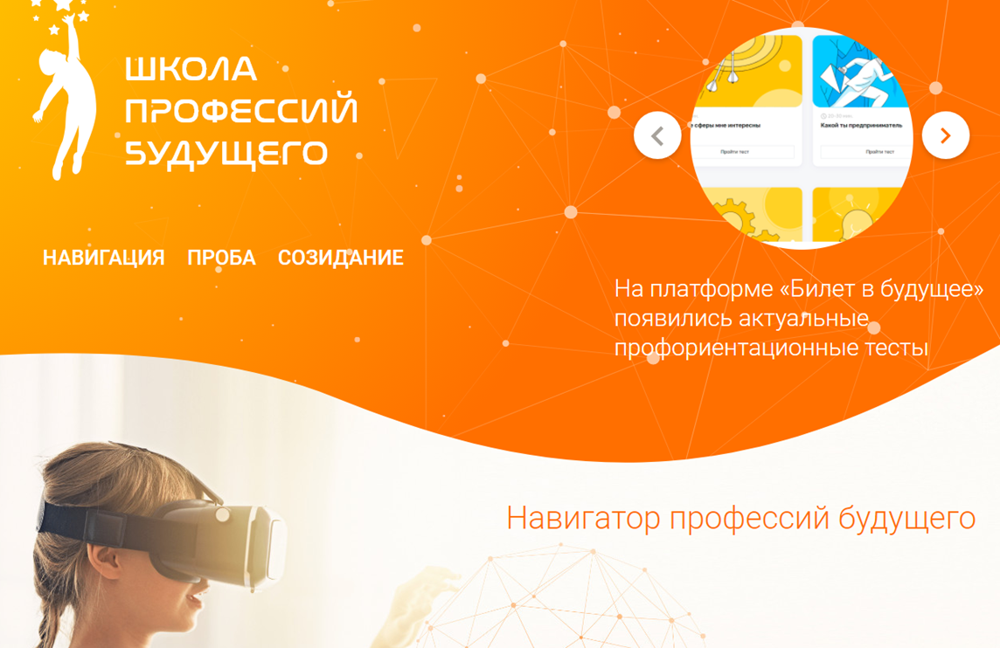 ШКОЛА
ПРОФЕССИЙ
БУДУЩЕГО
НАВИГАЦИЯ ПРОБА СОЗИДАНИЕ
20-30 мин.
сферы мне интересны
Какой ты предприниматель
Пройти тест
Пройти тест
На платформе «Билет в будущее»
появились актуальные
профориентационные тесты
Навигатор профессий будущего